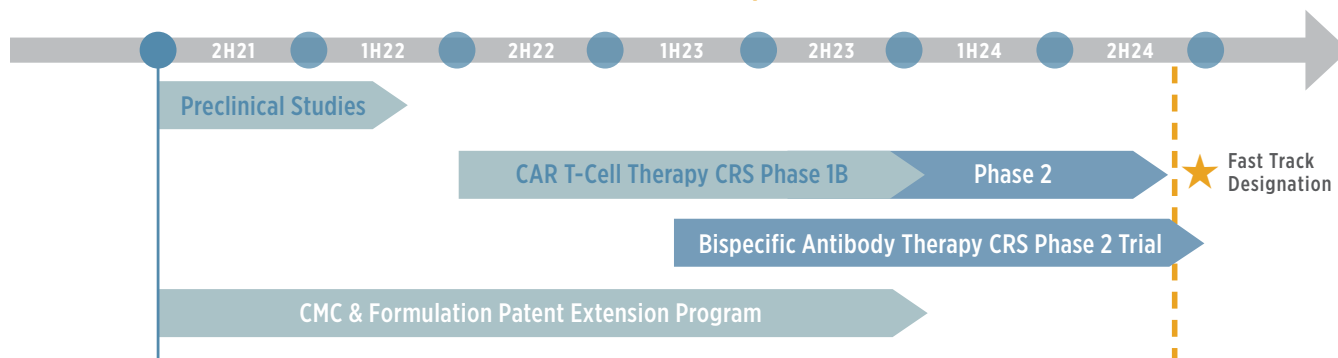 2H21 1H22 2H22 1H23 2H23 1H24 2H24
Preclinical Studies
CAR T-Cell Therapy CRS Phase 1B Phase 2
Fast Track
Designation
Bispecific Antibody Therapy CRS Phase 2 Trial
CMC & Formulation Patent Extension Program